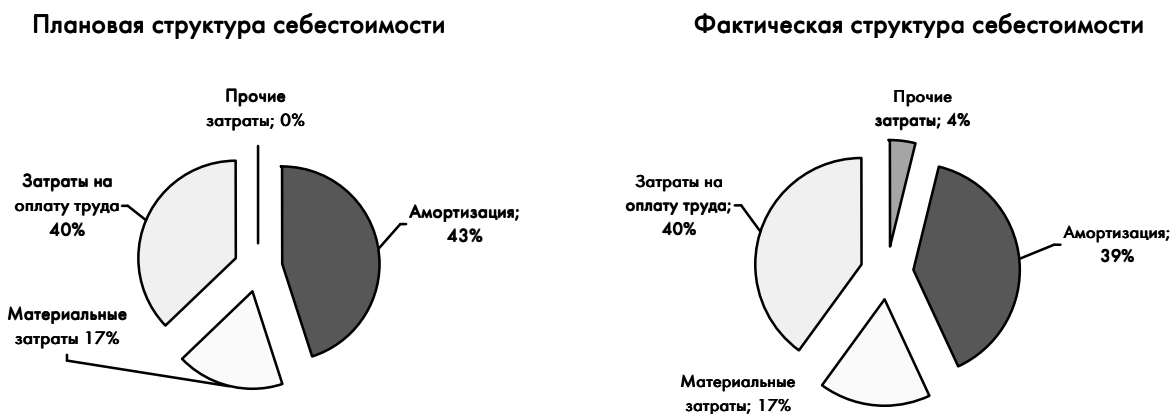 Плановая структура себестоимости
Прочие
затраты; 0%
Затраты на
оплату труда
40%
Амортизация;
43%
Материальные
затраты 17%
Фактическая структура себестоимости
Прочие
затраты; 4%
Затраты на
оплату труда;
40%
Амортизация;
39%
Материальные
затраты; 17%